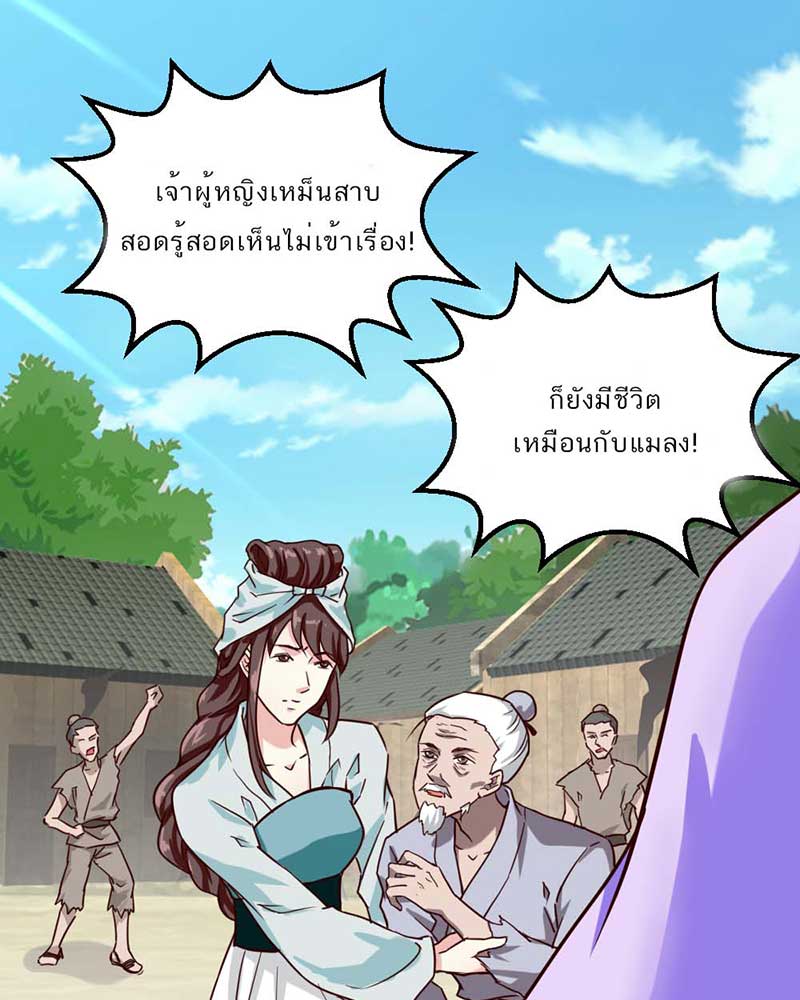 เจ้าผู้หญิงเหม็นสาบ
สอดรู้สอดเห็นไม่เข้าเรื่อง!
ก็ยังมีชีวิต
เหมือนกับแมลง!